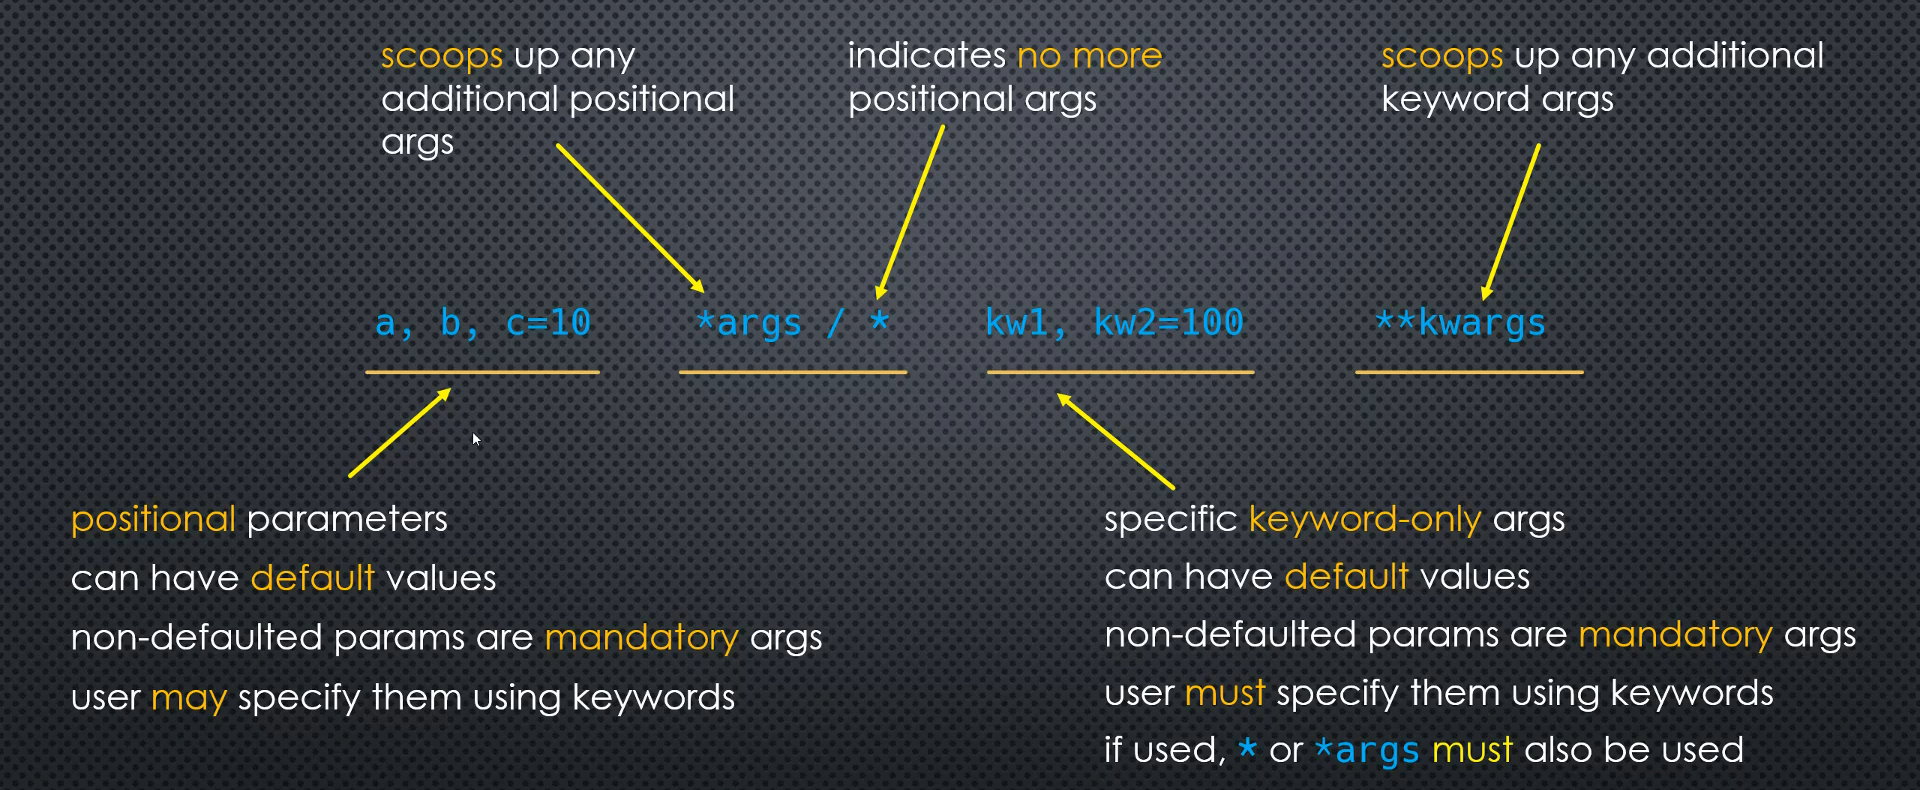 scoops up any
additional positional
args
indicates no more
positional args
scoops up any additional
keyword args
a, b, c=10
*args / *
kw1, kw2=100
**kwargs
positional parameters
can have default values
non-defaulted params are mandatory args
user may specify them using keywords
specific keyword-only args
can have default values
non-defaulted params are mandatory args
user must specify them using keywords
if used, * or *args must also be used